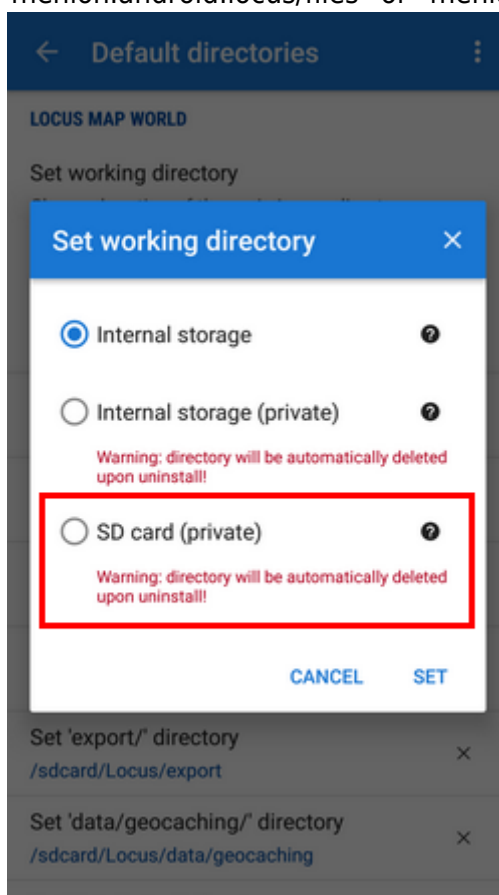 Default directories
LOCUS MAP WORLD
Set working directory
Set working directory
Internal storage
Internal storage (private)
Warning: directory will be automatically deleted
upon uninstall!
SD card (private)
Warning: directory will be automatically deleted
upon uninstall!
CANCEL SET
Set 'export/' directory
/sdcard/Locus/export
Set 'data/geocaching/' directory
/sdcard/Locus/data/geocaching